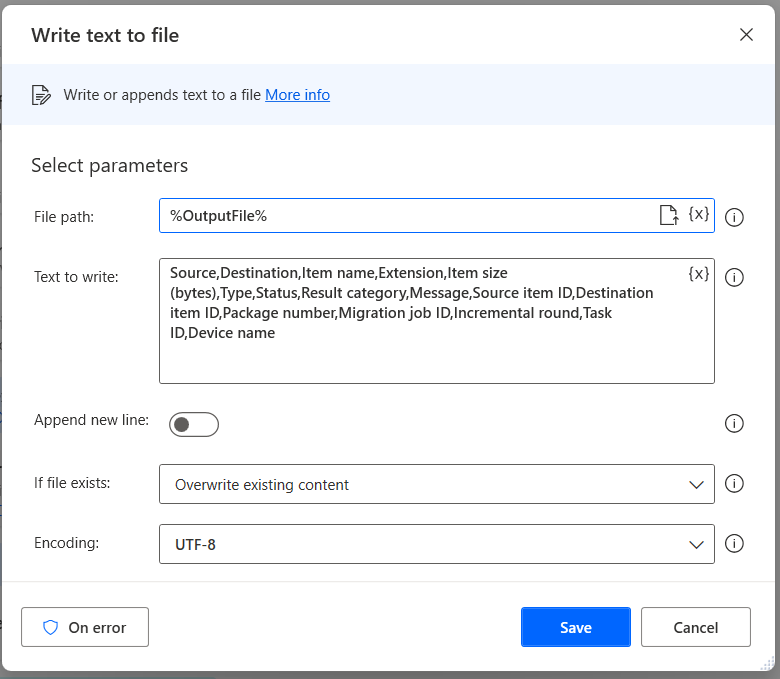 Write text to file
Write or appends text to a file More info
Select parameters
File path:
%OutputFile%
{x}
Text to write:
Source,Destination,Item name,Extension,Item size
(bytes),Type,Status,Result category,Message,Source item ID,Destination
item ID,Package number,Migration job ID,Incremental round,Task
ID,Device name
{x}
Append new line:
If file exists:
Overwrite existing content
Encoding:
UTF-8
On error
Save
Cancel